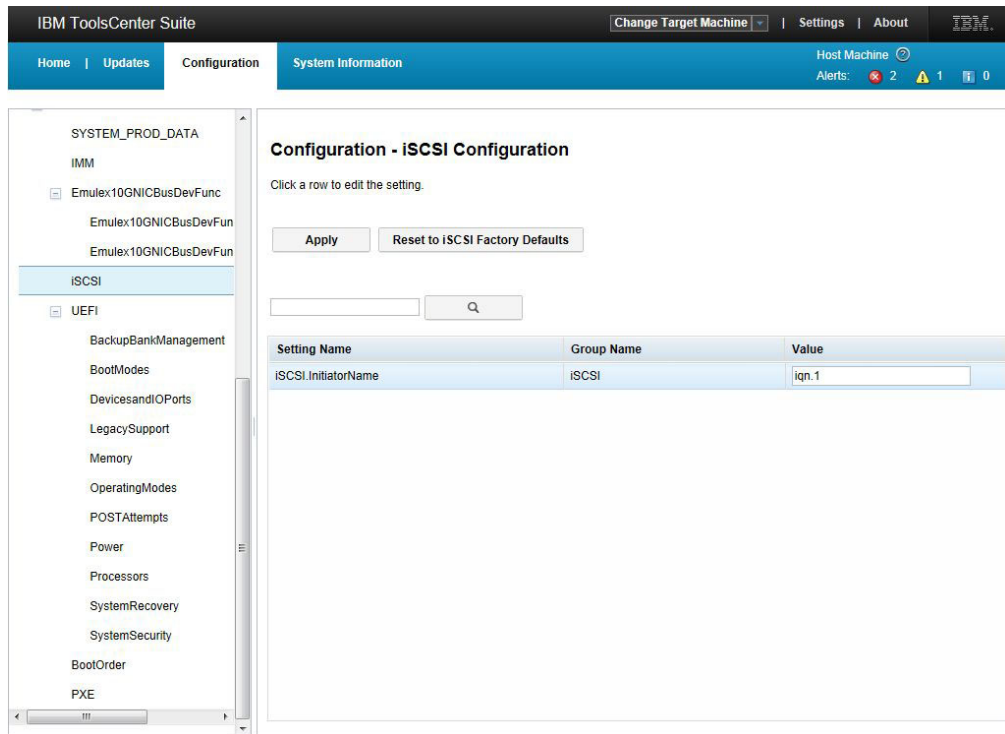 IBM ToolsCenter Suite
Change Target Machine | Settings | About
IBM.
Home | Updates Configuration System Information
Host Machine
Alerts: 2 1 0
SYSTEM_PROD_DATA
IMM
Emulex10GNICBusDevFunc
Emulex10GNICBusDevFun
Emulex10GNICBusDevFun
iSCSI
UEFI
BackupBankManagement
BootModes
DevicesandIOPorts
LegacySupport
Memory
OperatingModes
POSTAttempts
Power
Processors
SystemRecovery
SystemSecurity
BootOrder
PXE
Configuration - iSCSI Configuration
Click a row to edit the setting.
Apply Reset to iSCSI Factory Defaults
Setting Name Group Name Value
iSCSI.InitiatorName iSCSI iqn.1